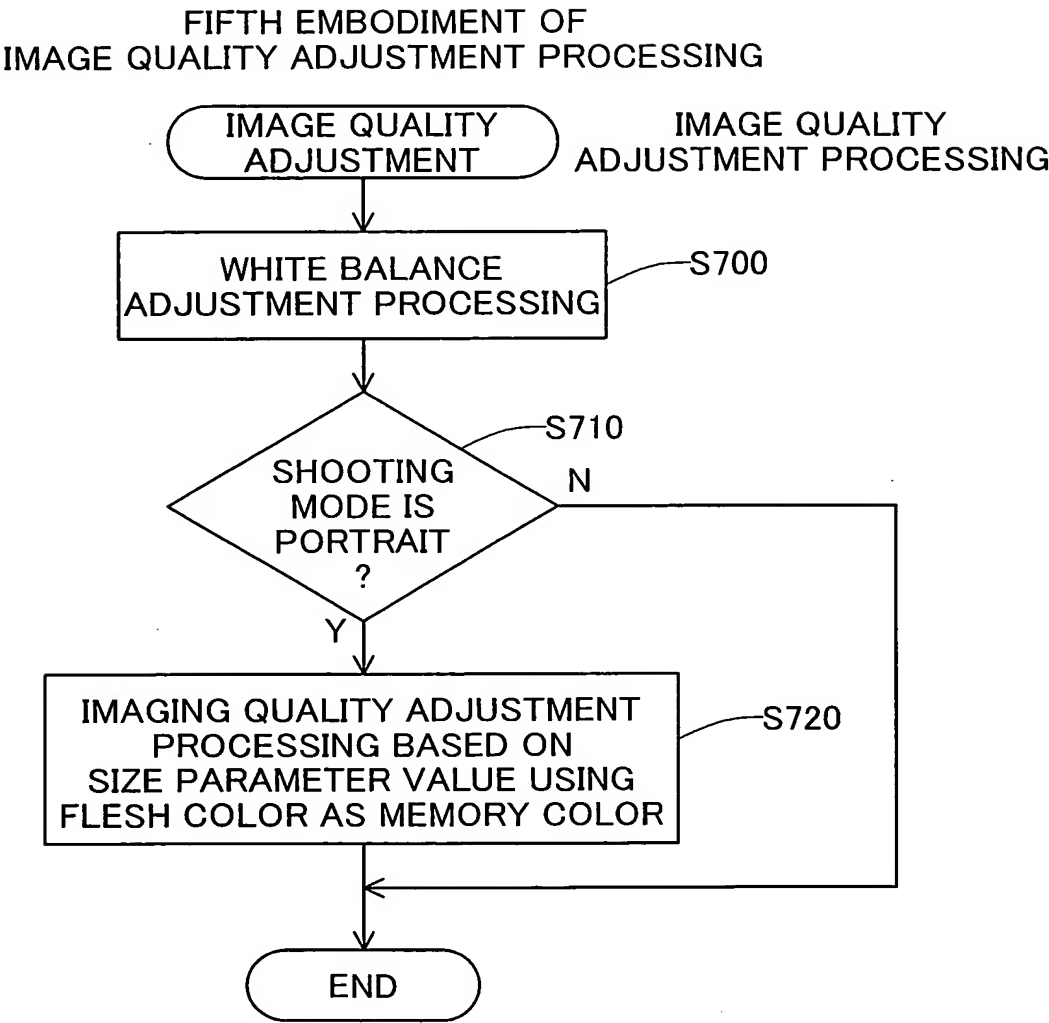 FIFTH EMBODIMENT OF
IMAGE QUALITY ADJUSTMENT PROCESSING
IMAGE QUALITY
ADJUSTMENT
IMAGE QUALITY
ADJUSTMENT PROCESSING
WHITE BALANCE
ADJUSTMENT PROCESSING
S700
S710
SHOOTING
MODE IS
PORTRAIT
?
N
Y
IMAGING QUALITY ADJUSTMENT
PROCESSING BASED ON
SIZE PARAMETER VALUE USING
FLESH COLOR AS MEMORY COLOR
S720
END